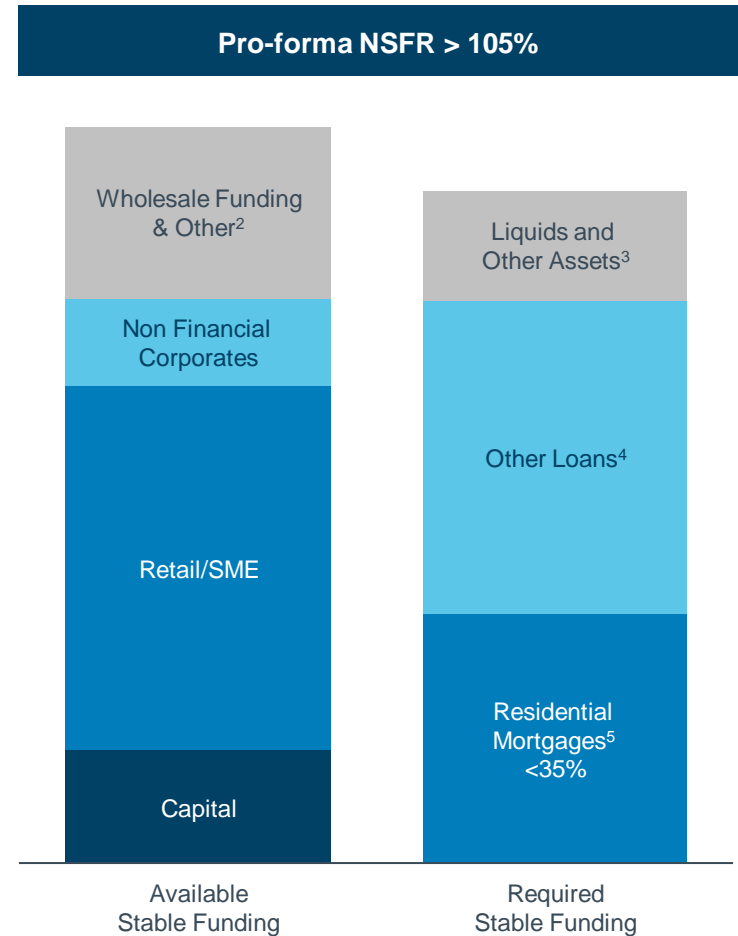 Pro-forma NSFR > 105%
Wholesale Funding
& Other²
Non Financial
Corporates
Retail/SME
Capital
Available
Stable Funding
Liquids and
Other Assets³
Other Loans⁴
Residential
Mortgages⁵
<35%
Required
Stable Funding